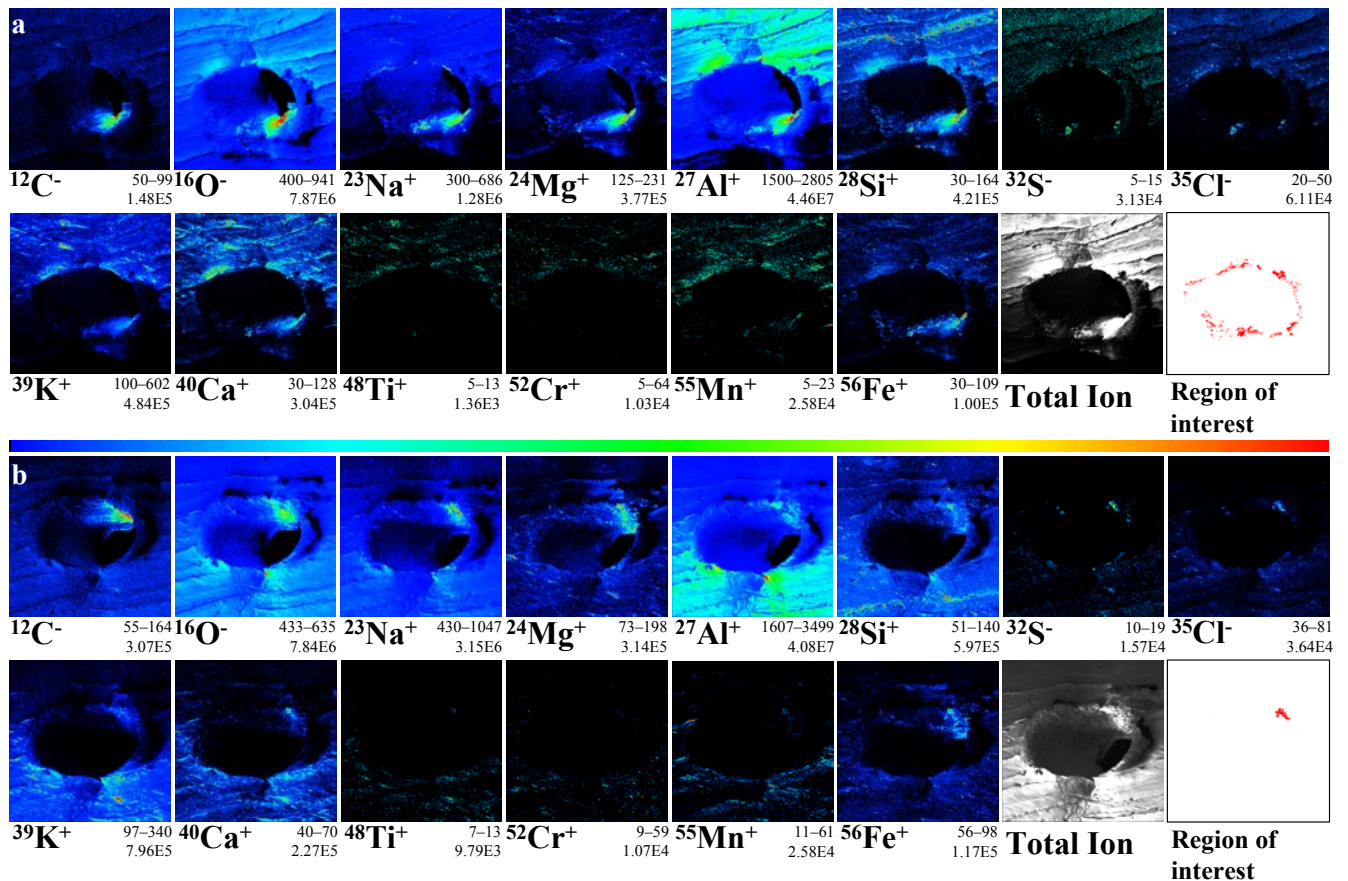 a
¹²C⁻ 50–99
1.48E5
¹⁶O⁻ 400–941
7.87E6
²³Na⁺ 300–686
1.28E6
²⁴Mg⁺ 125–231
3.77E5
²⁷Al⁺ 1500–2805
4.46E7
²⁸Si⁺ 30–164
4.21E5
³²S⁻ 5–15
3.13E4
³⁵Cl⁻ 20–50
6.11E4
³⁹K⁺ 100–602
4.84E5
⁴⁰Ca⁺ 30–128
3.04E5
⁴⁸Ti⁺ 5–13
1.36E3
⁵²Cr⁺ 5–64
1.03E4
⁵⁵Mn⁺ 5–23
2.58E4
⁵⁶Fe⁺ 30–109
1.00E5
Total Ion
Region of
interest
b
¹²C⁻ 55–164
3.07E5
¹⁶O⁻ 433–635
7.84E6
²³Na⁺ 430–1047
3.15E6
²⁴Mg⁺ 73–198
3.14E5
²⁷Al⁺ 1607–3499
4.08E7
²⁸Si⁺ 51–140
5.97E5
³²S⁻ 10–19
1.57E4
³⁵Cl⁻ 36–81
3.64E4
³⁹K⁺ 97–340
7.96E5
⁴⁰Ca⁺ 40–70
2.27E5
⁴⁸Ti⁺ 7–13
9.79E3
⁵²Cr⁺ 9–59
1.07E4
⁵⁵Mn⁺ 11–61
2.58E4
⁵⁶Fe⁺ 56–98
1.17E5
Total Ion
Region of
interest